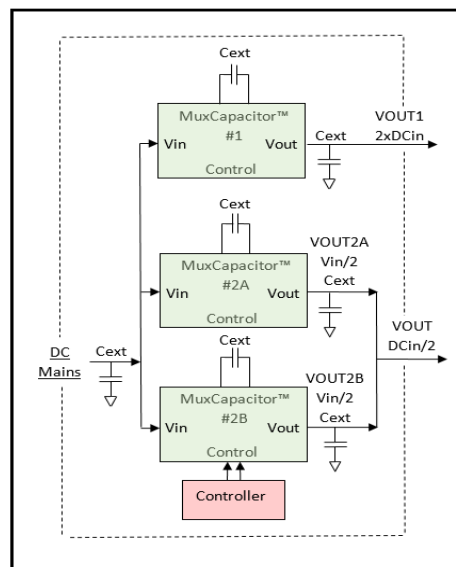 Cext
MuxCapacitor™
#1
Vin
Vout
Control
Cext
VOUT1
2xDCin
Cext
MuxCapacitor™
#2A
Vin
Vout
Control
VOUT2A
Vin/2
Cext
VOUT
DCin/2
DC
Mains
Cext
Cext
MuxCapacitor™
#2B
Vin
Vout
Control
VOUT2B
Vin/2
Cext
Controller